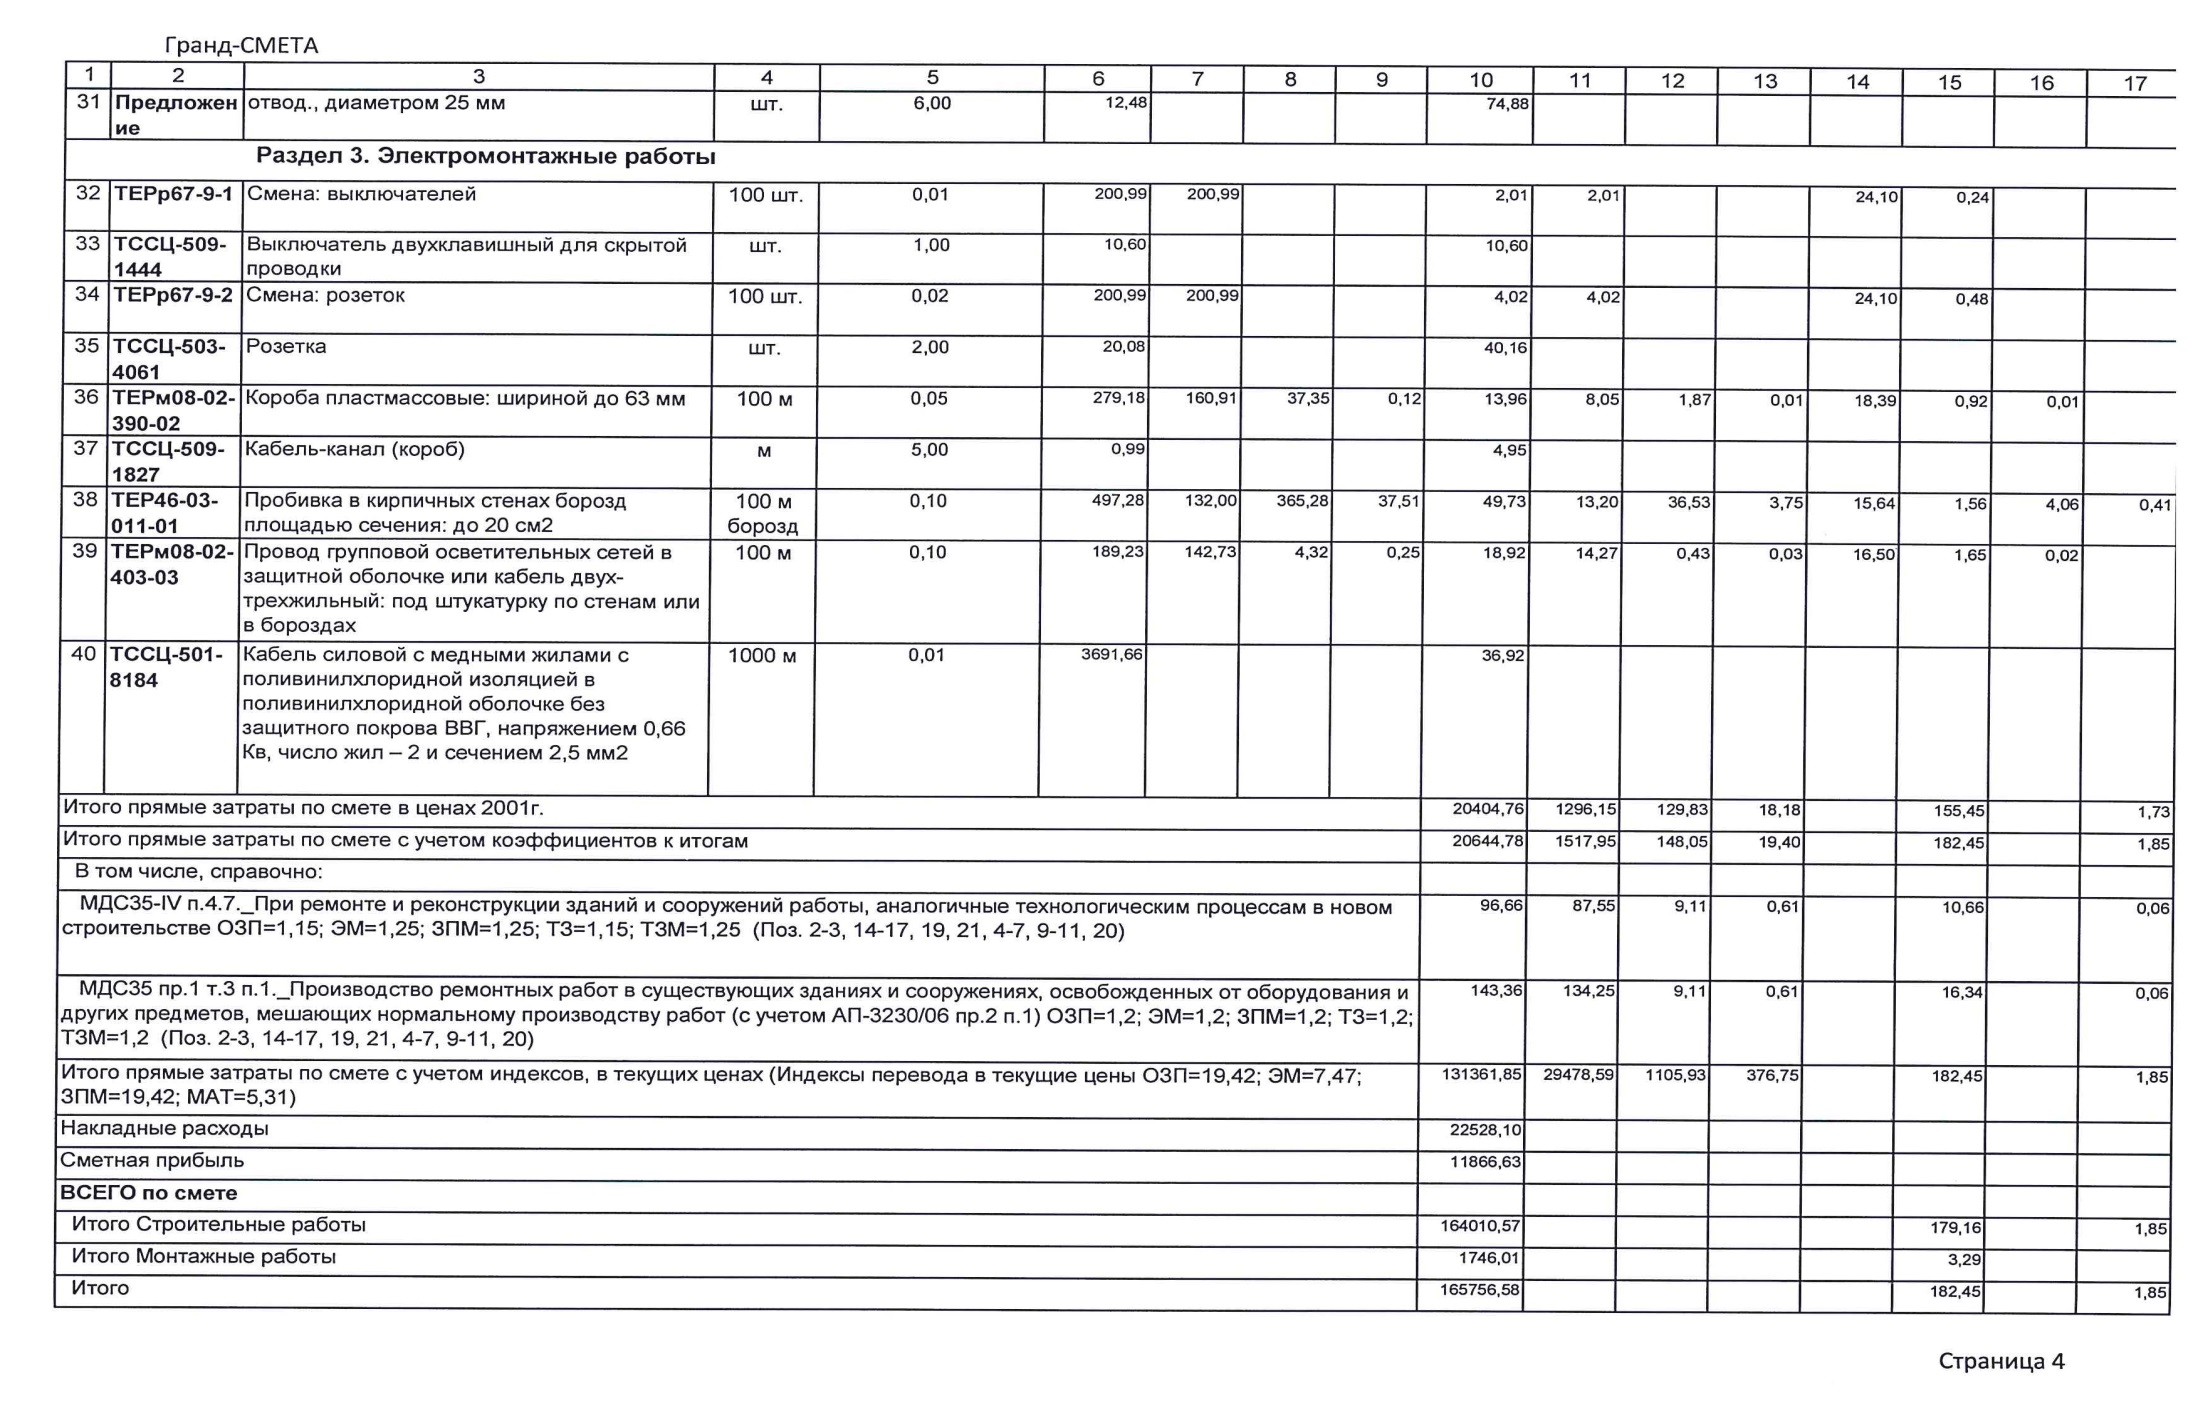 Гранд-СМЕТА
1 2 3 4 5 6 7 8 9 10 11 12 13 14 15 16 17
31 Предложен отвод., диаметром 25 мм шт. 6,00 12,48 74,88
ие
Раздел 3. Электромонтажные работы
32 ТЕРр67-9-1 Смена: выключателей 100 шт. 0,01 200,99 200,99 2,01 2,01 24,10 0,24
33 ТССЦ-509- Выключатель двухклавишный для скрытой шт. 1,00 10,60 10,60
1444 проводки
34 ТЕРр67-9-2 Смена: розеток 100 шт. 0,02 200,99 200,99 4,02 4,02 24,10 0,48
35 ТССЦ-503- Розетка шт. 2,00 20,08 40,16
4061
36 ТЕРм08-02- Короба пластмассовые: шириной до 63 мм 100 м 0,05 279,18 160,91 37,35 0,12 13,96 8,05 1,87 0,01 18,39 0,92 0,01
390-02
37 ТССЦ-509- Кабель-канал (короб) м 5,00 0,99 4,95
1827
38 ТЕР46-03- Пробивка в кирпичных стенах борозд 100 м 0,10 497,28 132,00 365,28 37,51 49,73 13,20 36,53 3,75 15,64 1,56 4,06 0,41
011-01 площадью сечения: до 20 см2 борозд
39 ТЕРм08-02- Провод групповой осветительных сетей в 100 м 0,10 189,23 142,73 4,32 0,25 18,92 14,27 0,43 0,03 16,50 1,65 0,02
403-03 защитной оболочке или кабель двух-
трехжильный: под штукатурку по стенам или
в бороздах
40 ТССЦ-501- Кабель силовой с медными жилами с 1000 м 0,01 3691,66 36,92
8184 поливинилхлоридной изоляцией в
поливинилхлоридной оболочке без
защитного покрова ВВГ, напряжением 0,66
Кв, число жил – 2 и сечением 2,5 мм2
Итого прямые затраты по смете в ценах 2001г. 20404,76 1296,15 129,83 18,18 155,45 1,73
Итого прямые затраты по смете с учетом коэффициентов к итогам 20644,78 1517,95 148,05 19,40 182,45 1,85
В том числе, справочно:
МДС35-IV п.4.7._При ремонте и реконструкции зданий и сооружений работы, аналогичные технологическим процессам в новом 96,66 87,55 9,11 0,61 10,66 0,06
строительстве ОЗП=1,15; ЭМ=1,25; ЗПМ=1,25; ТЗ=1,15; ТЗМ=1,25 (Поз. 2-3, 14-17, 19, 21, 4-7, 9-11, 20)
МДС35 пр.1 т.3 п.1._Производство ремонтных работ в существующих зданиях и сооружениях, освобожденных от оборудования и 143,36 134,25 9,11 0,61 16,34 0,06
других предметов, мешающих нормальному производству работ (с учетом АП-3230/06 пр.2 п.1) ОЗП=1,2; ЭМ=1,2; ЗПМ=1,2; ТЗ=1,2;
ТЗМ=1,2 (Поз. 2-3, 14-17, 19, 21, 4-7, 9-11, 20)
Итого прямые затраты по смете с учетом индексов, в текущих ценах (Индексы перевода в текущие цены ОЗП=19,42; ЭМ=7,47; 131361,85 29478,59 1105,93 376,75 182,45 1,85
ЗПМ=19,42; МАТ=5,31)
Накладные расходы 22528,10
Сметная прибыль 11866,63
ВСЕГО по смете
Итого Строительные работы 164010,57 179,16 1,85
Итого Монтажные работы 1746,01 3,29
Итого 165756,58 182,45 1,85
Страница 4